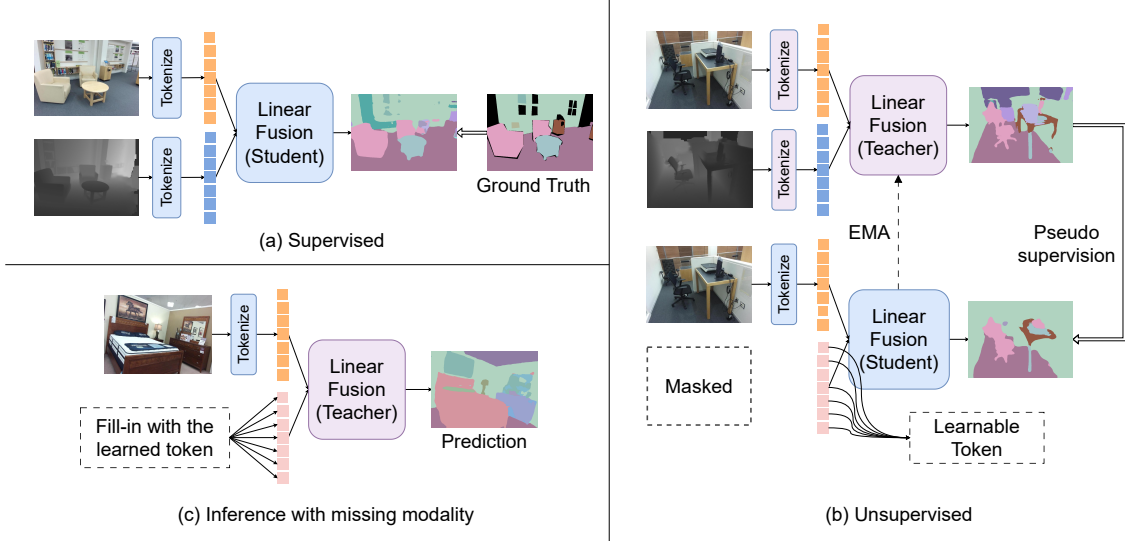 Tokenize
Linear
Fusion
(Student)
Tokenize
Ground Truth
(a) Supervised
Tokenize
Linear
Fusion
(Teacher)
Fill-in with the
learned token
Prediction
(c) Inference with missing modality
Tokenize
Linear
Fusion
(Teacher)
Tokenize
EMA
Pseudo
supervision
Tokenize
Linear
Fusion
(Student)
Masked
Learnable
Token
(b) Unsupervised